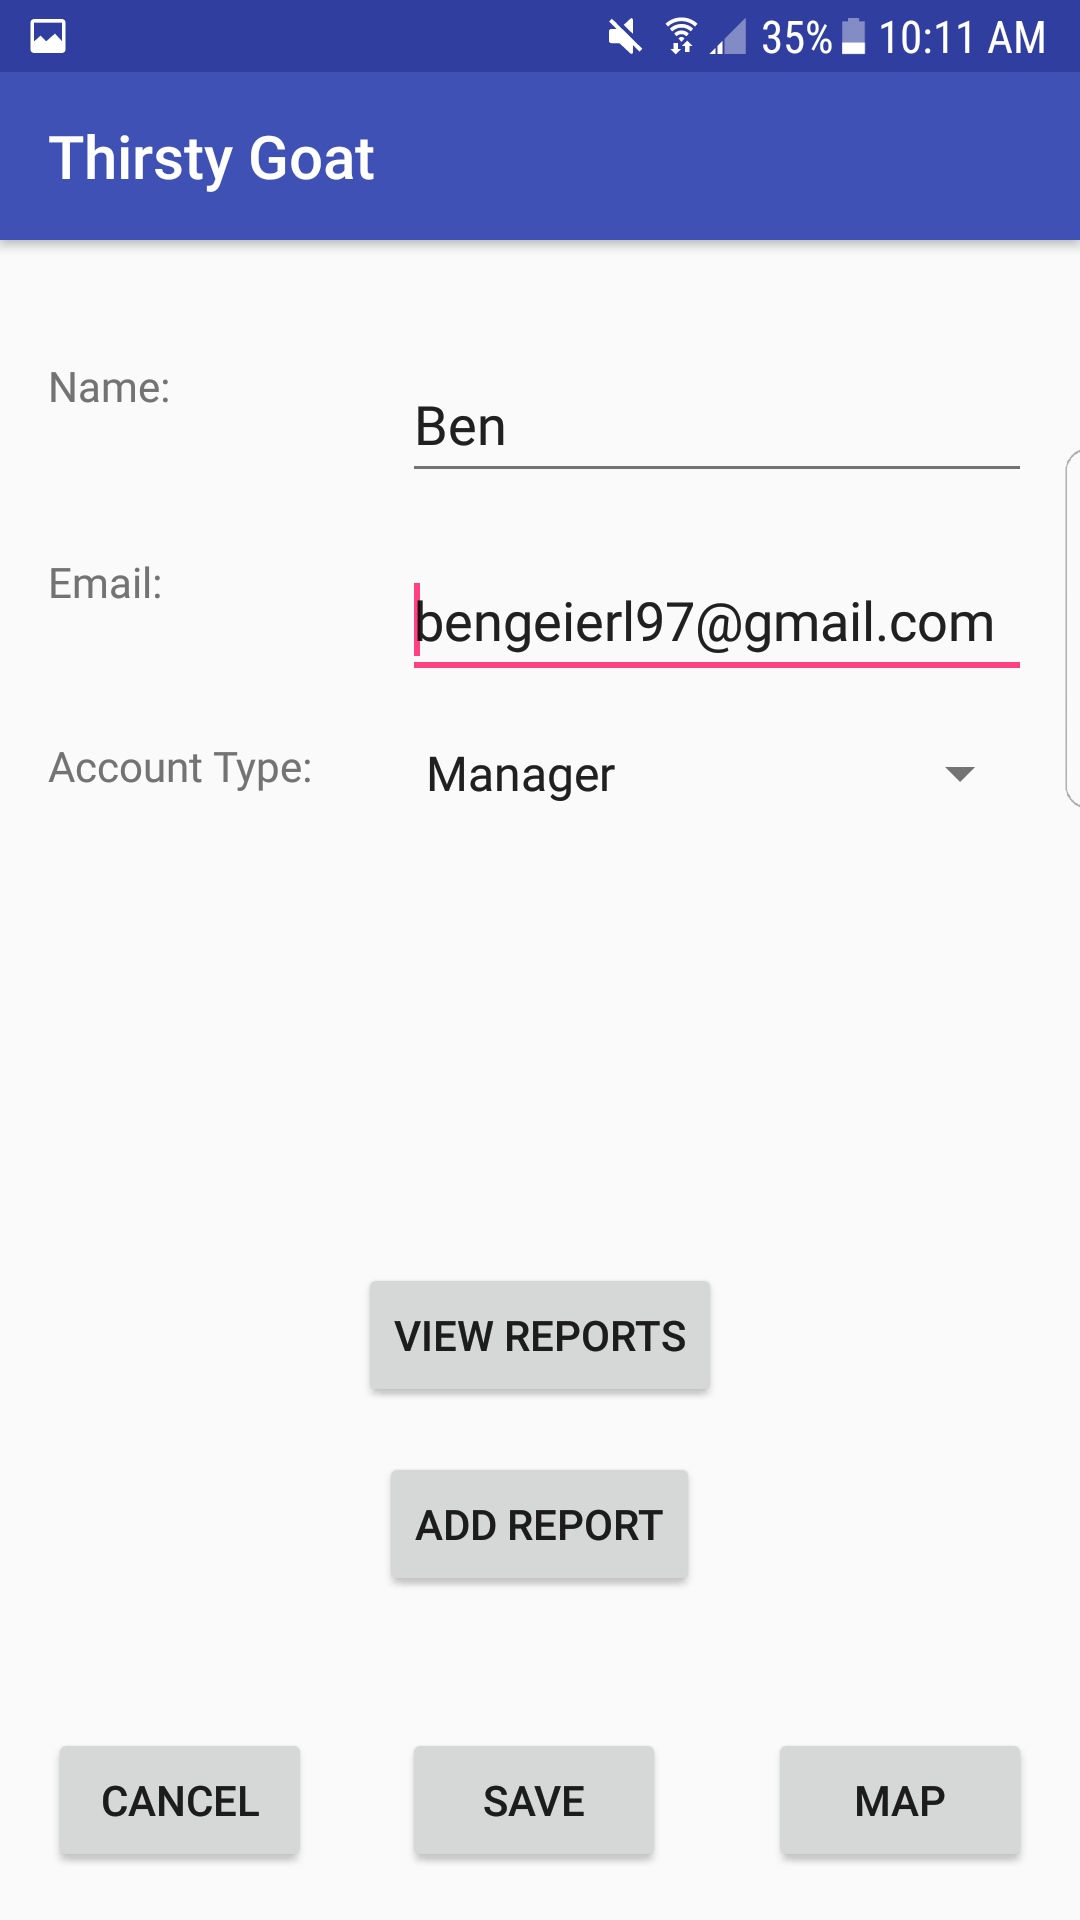 35% 10:11 AM
Thirsty Goat
Name:
Ben
Email:
bengeierl97@gmail.com
Account Type:
Manager
VIEW REPORTS
ADD REPORT
CANCEL SAVE MAP